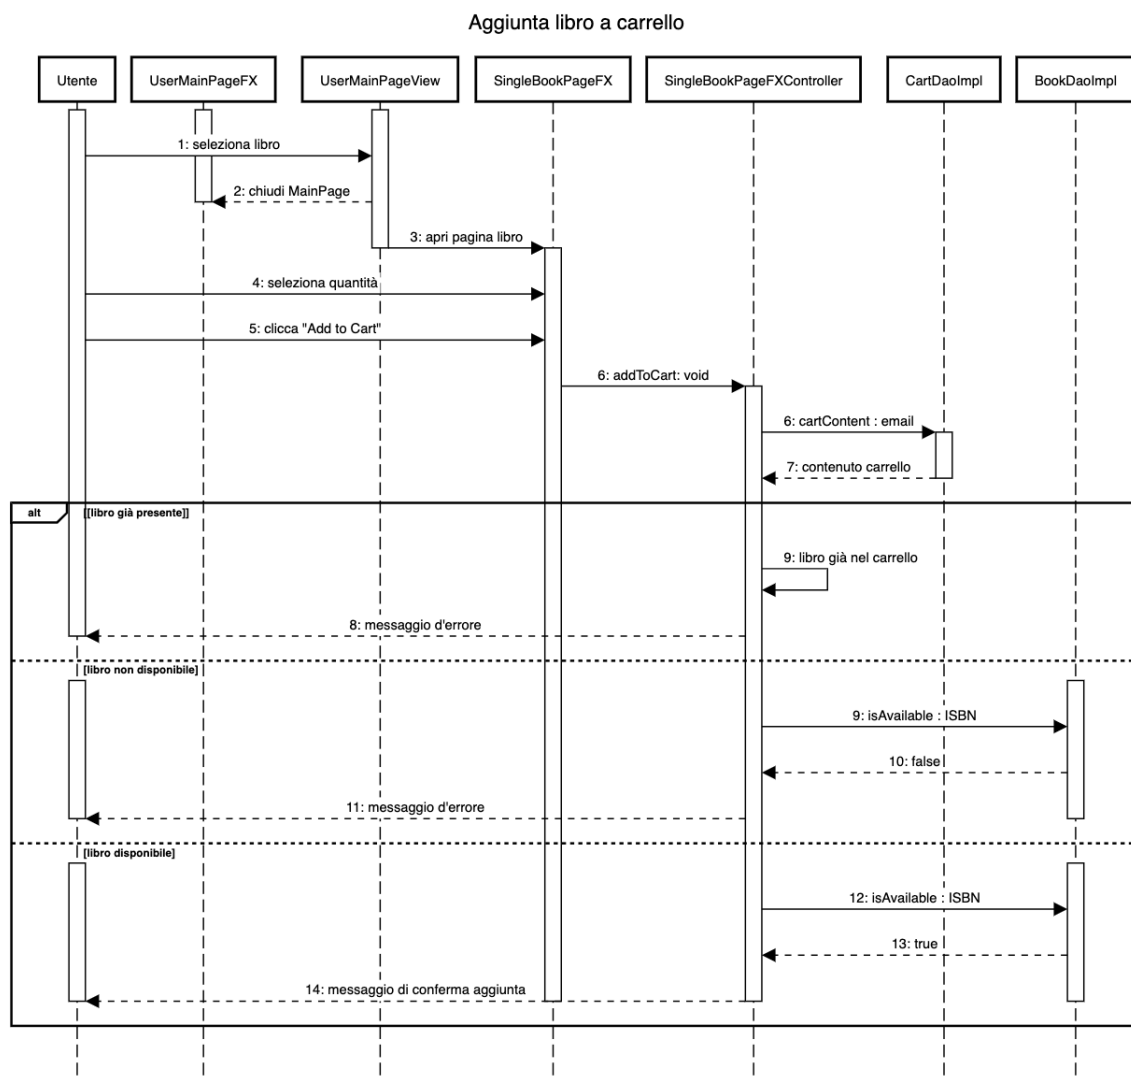 Aggiunta libro a carrello
Utente
UserMainPageFX
UserMainPageView
SingleBookPageFX
SingleBookPageFXController
CartDaoImpl
BookDaoImpl
1: seleziona libro
2: chiudi MainPage
3: apri pagina libro
4: seleziona quantità
5: clicca "Add to Cart"
6: addToCart: void
6: cartContent : email
7: contenuto carrello
alt
[[libro già presente]]
9: libro già nel carrello
8: messaggio d'errore
[libro non disponibile]
9: isAvailable : ISBN
10: false
11: messaggio d'errore
[libro disponibile]
12: isAvailable : ISBN
13: true
14: messaggio di conferma aggiunta